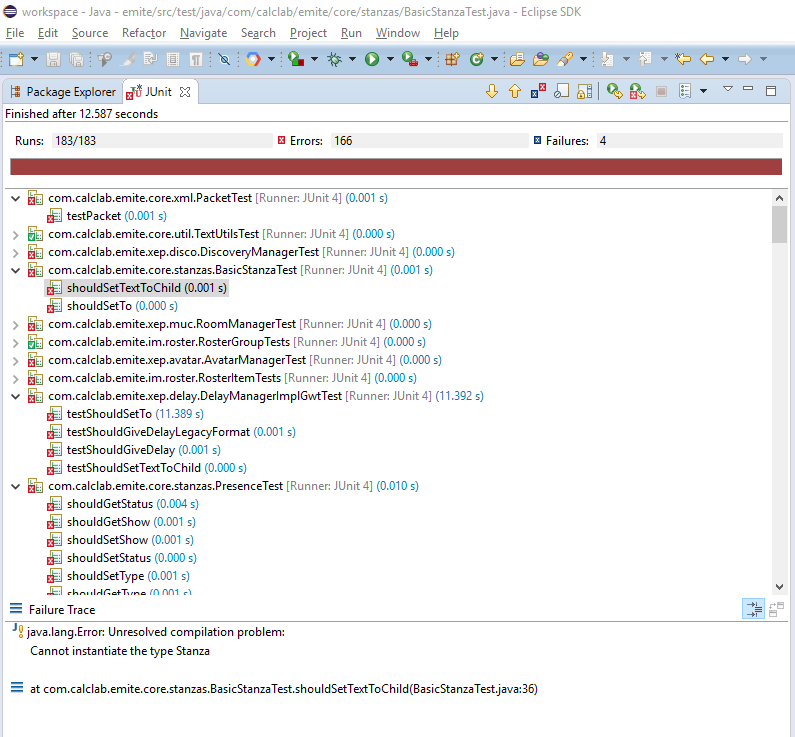 workspace - Java - emite/src/test/java/com/calclab/emite/core/stanzas/BasicStanzaTest.java - Eclipse SDK
File Edit Source Refactor Navigate Search Project Run Window Help
Package Explorer JUnit
Finished after 12.587 seconds
Runs: 183/183 Errors: 166 Failures: 4
com.calclab.emite.core.xml.PacketTest [Runner: JUnit 4] (0.001 s)
testPacket (0.001 s)
com.calclab.emite.core.util.TextUtilsTest [Runner: JUnit 4] (0.000 s)
com.calclab.emite.xep.disco.DiscoveryManagerTest [Runner: JUnit 4] (0.000 s)
com.calclab.emite.core.stanzas.BasicStanzaTest [Runner: JUnit 4] (0.001 s)
shouldSetTextToChild (0.001 s)
shouldSetTo (0.000 s)
com.calclab.emite.xep.muc.RoomManagerTest [Runner: JUnit 4] (0.000 s)
com.calclab.emite.im.roster.RosterGroupTests [Runner: JUnit 4] (0.000 s)
com.calclab.emite.xep.avatar.AvatarManagerTest [Runner: JUnit 4] (0.000 s)
com.calclab.emite.im.roster.RosterItemTests [Runner: JUnit 4] (0.000 s)
com.calclab.emite.xep.delay.DelayManagerImplGwtTest [Runner: JUnit 4] (11.392 s)
testShouldSetTo (11.389 s)
testShouldGiveDelayLegacyFormat (0.001 s)
testShouldGiveDelay (0.001 s)
testShouldSetTextToChild (0.000 s)
com.calclab.emite.core.stanzas.PresenceTest [Runner: JUnit 4] (0.010 s)
shouldGetStatus (0.004 s)
shouldGetShow (0.001 s)
shouldSetShow (0.001 s)
shouldSetStatus (0.000 s)
shouldSetType (0.001 s)
shouldGetType (0.001 s)
Failure Trace
java.lang.Error: Unresolved compilation problem:
Cannot instantiate the type Stanza
at com.calclab.emite.core.stanzas.BasicStanzaTest.shouldSetTextToChild(BasicStanzaTest.java:36)